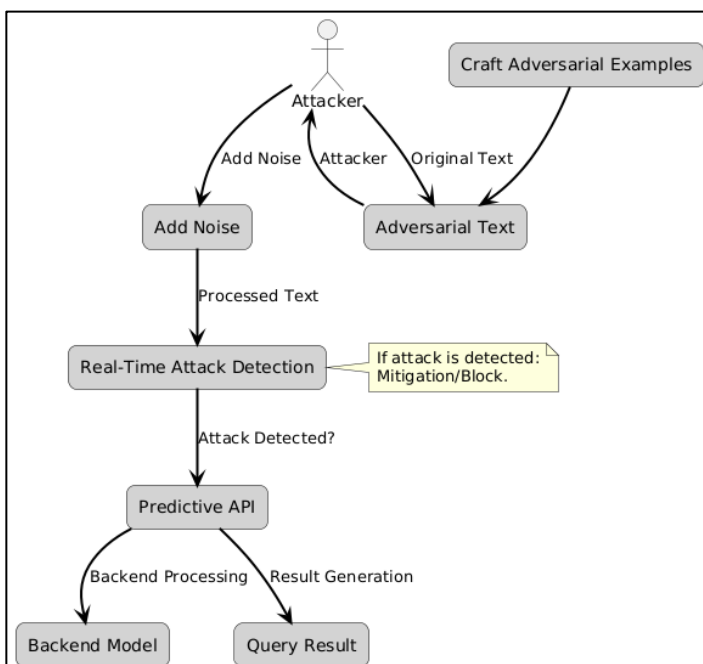 Craft Adversarial Examples
Attacker
Add Noise
Attacker
Original Text
Add Noise
Adversarial Text
Processed Text
Real-Time Attack Detection
If attack is detected:
Mitigation/Block.
Attack Detected?
Predictive API
Backend Processing
Result Generation
Backend Model
Query Result